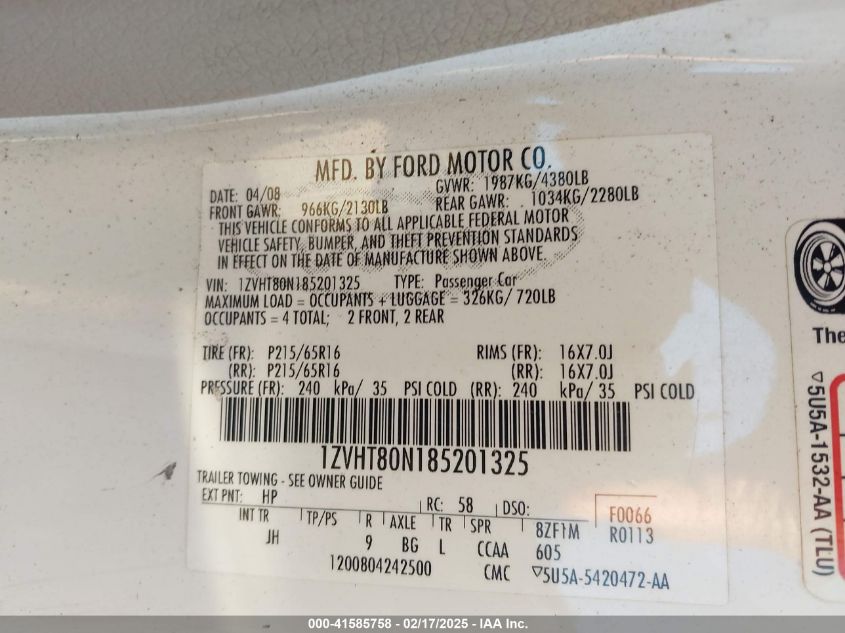 MFD. BY FORD MOTOR CO.
DATE: 04/08 GVWR: 1987KG/4380LB
FRONT GAWR: 966KG/2130LB REAR GAWR: 1034KG/2280LB
THIS VEHICLE CONFORMS TO ALL APPLICABLE FEDERAL MOTOR
VEHICLE SAFETY, BUMPER, AND THEFT PREVENTION STANDARDS
IN EFFECT ON THE DATE OF MANUFACTURE SHOWN ABOVE.
VIN: 1ZVHT80N185201325 TYPE: Passenger Car
MAXIMUM LOAD = OCCUPANTS + LUGGAGE = 326KG/ 720LB
OCCUPANTS = 4 TOTAL; 2 FRONT, 2 REAR
TIRE (FR): P215/65R16 RIMS (FR): 16X7.0J
(RR): P215/65R16 (RR): 16X7.0J
PRESSURE (FR): 240 kPa/ 35 PSI COLD (RR): 240 kPa/ 35 PSI COLD
1ZVHT80N185201325
TRAILER TOWING - SEE OWNER GUIDE
EXT PNT: HP RC: 58 DSO: F0066
INT TR TP/PS R AXLE TR SPR 8ZF1M R0113
JH 9 BG L CCAA 605
1200804242500 CMC ▽5U5A-5420472-AA
The
▽5U5A-1532-AA (TLU)
000-41585758 - 02/17/2025 - IAA Inc.